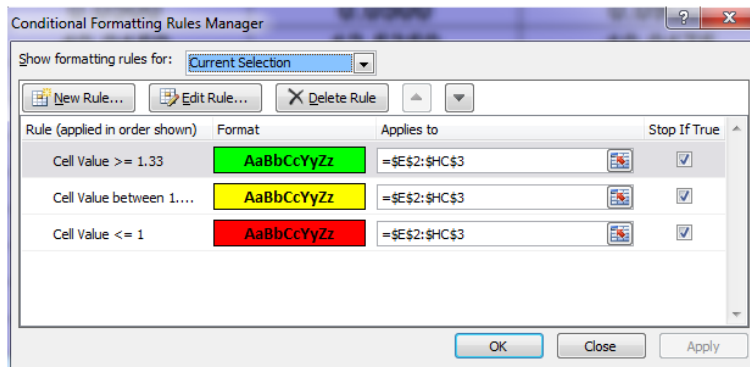 Conditional Formatting Rules Manager
Show formatting rules for: Current Selection
New Rule... Edit Rule... Delete Rule
Rule (applied in order shown) Format Applies to Stop If True
Cell Value >= 1.33 AaBbCcYyZz =$E$2:$HC$3
Cell Value between 1.... AaBbCcYyZz =$E$2:$HC$3
Cell Value <= 1 AaBbCcYyZz =$E$2:$HC$3
OK Close Apply